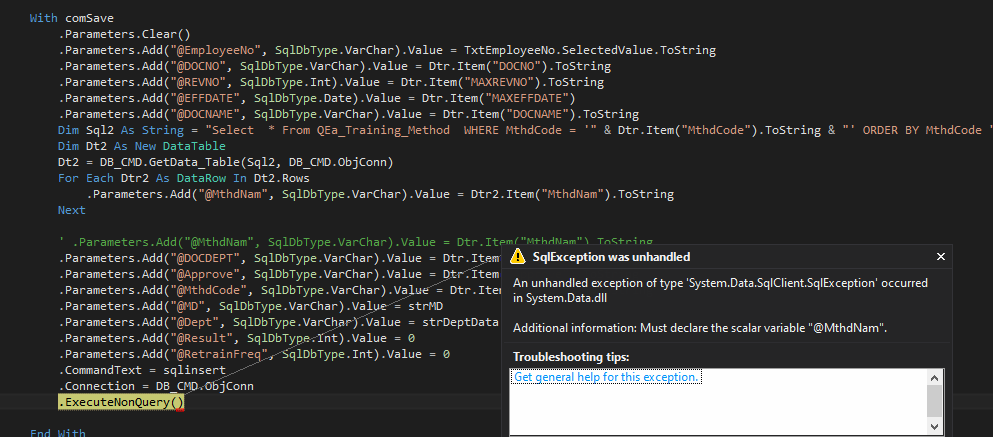 With comSave
.Parameters.Clear()
.Parameters.Add("@EmployeeNo", SqlDbType.VarChar).Value = TxtEmployeeNo.SelectedValue.ToString
.Parameters.Add("@DOCNO", SqlDbType.VarChar).Value = Dtr.Item("DOCNO").ToString
.Parameters.Add("@REVNO", SqlDbType.Int).Value = Dtr.Item("MAXREVNO").ToString
.Parameters.Add("@EFFDATE", SqlDbType.Date).Value = Dtr.Item("MAXEFFDATE")
.Parameters.Add("@DOCNAME", SqlDbType.VarChar).Value = Dtr.Item("DOCNAME").ToString
Dim Sql2 As String = "Select  * From QEa_Training_Method  WHERE MthdCode = '" & Dtr.Item("MthdCode").ToString & "' ORDER BY MthdCode "
Dim Dt2 As New DataTable
Dt2 = DB_CMD.GetData_Table(Sql2, DB_CMD.ObjConn)
For Each Dtr2 As DataRow In Dt2.Rows
.Parameters.Add("@MthdNam", SqlDbType.VarChar).Value = Dtr2.Item("MthdNam").ToString
Next
' .Parameters.Add("@MthdNam", SqlDbType.VarChar).Value = Dtr.Item("MthdNam").ToString
.Parameters.Add("@DOCDEPT", SqlDbType.VarChar).Value = Dtr.Item
.Parameters.Add("@Approve", SqlDbType.VarChar).Value = Dtr.Item
.Parameters.Add("@MthdCode", SqlDbType.VarChar).Value = Dtr.Item
.Parameters.Add("@MD", SqlDbType.VarChar).Value = strMD
.Parameters.Add("@Dept", SqlDbType.VarChar).Value = strDeptData
.Parameters.Add("@Result", SqlDbType.Int).Value = 0
.Parameters.Add("@RetrainFreq", SqlDbType.Int).Value = 0
.CommandText = sqlinsert
.Connection = DB_CMD.ObjConn
.ExecuteNonQuery()
End With
SqlException was unhandled
An unhandled exception of type 'System.Data.SqlClient.SqlException' occurred
in System.Data.dll
Additional information: Must declare the scalar variable "@MthdNam".
Troubleshooting tips:
Get general help for this exception.